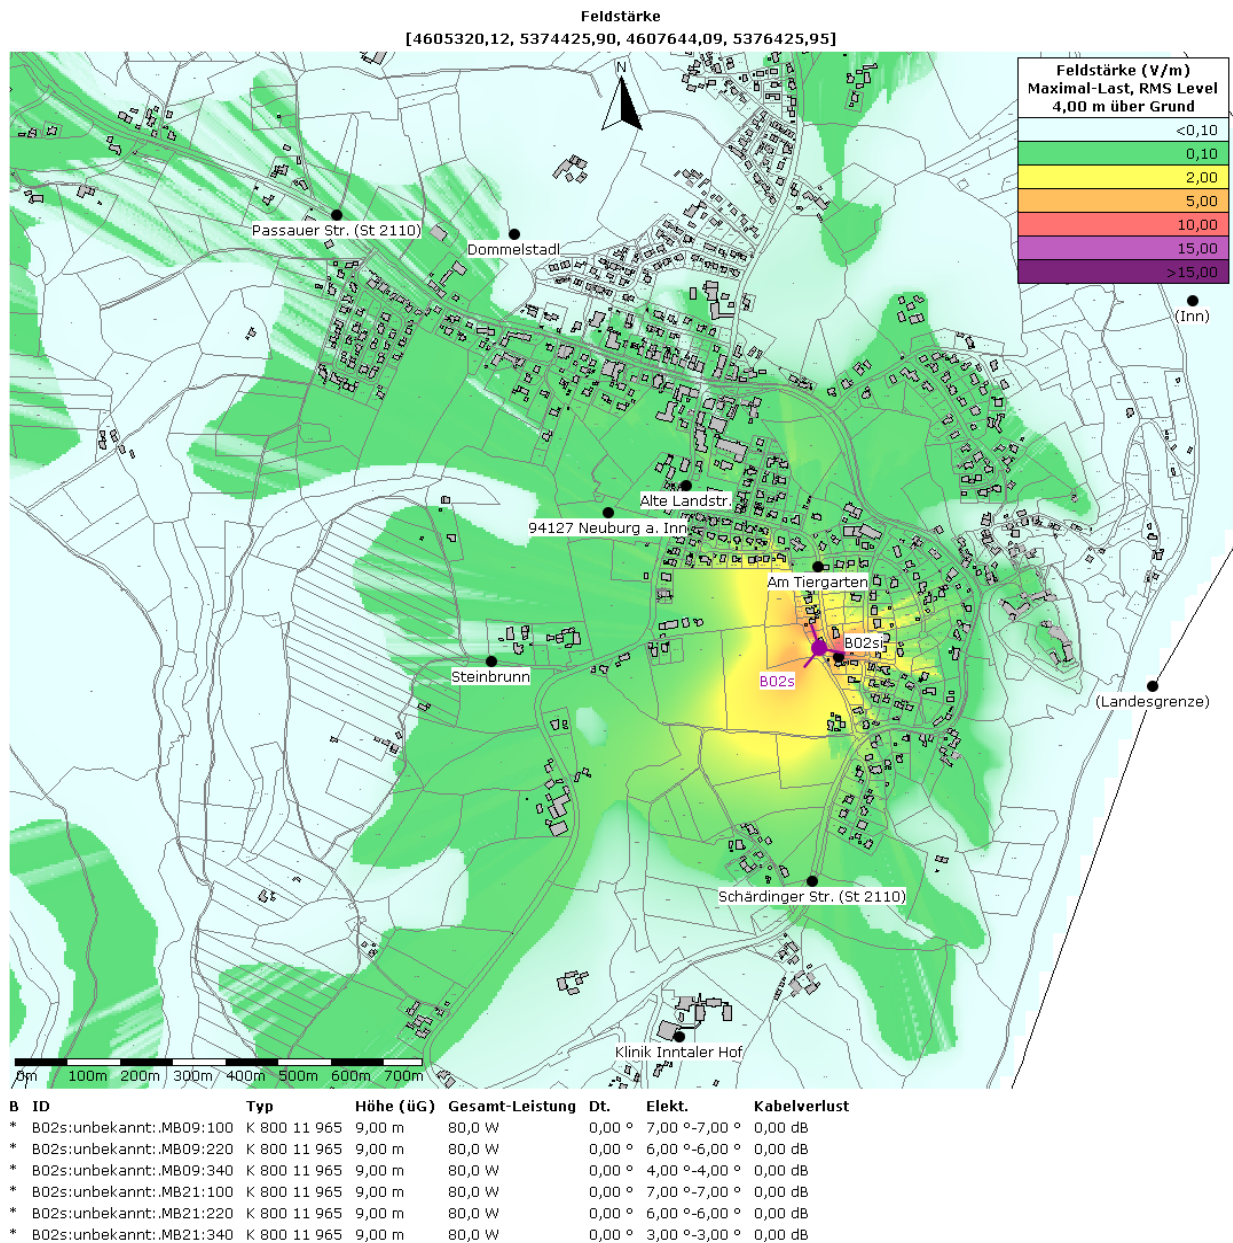 Feldstärke
[4605320,12, 5374425,90, 4607644,09, 5376425,95]
N
Feldstärke (V/m)
Maximal-Last, RMS Level
4,00 m über Grund
<0,10
0,10
2,00
5,00
10,00
15,00
>15,00
Passauer Str. (St 2110)
Dommelstadl
(Inn)
Alte Landstr.
94127 Neuburg a. Inn
Am Tiergarten
B02si
Steinbrunn
B02s
(Landesgrenze)
Schärdinger Str. (St 2110)
Klinik Inntaler Hof
0m 100m 200m 300m 400m 500m 600m 700m
B ID Typ Höhe (üG) Gesamt-Leistung Dt. Elekt. Kabelverlust
* B02s:unbekannt:.MB09:100 K 800 11 965 9,00 m 80,0 W 0,00 ° 7,00 °-7,00 ° 0,00 dB
* B02s:unbekannt:.MB09:220 K 800 11 965 9,00 m 80,0 W 0,00 ° 6,00 °-6,00 ° 0,00 dB
* B02s:unbekannt:.MB09:340 K 800 11 965 9,00 m 80,0 W 0,00 ° 4,00 °-4,00 ° 0,00 dB
* B02s:unbekannt:.MB21:100 K 800 11 965 9,00 m 80,0 W 0,00 ° 7,00 °-7,00 ° 0,00 dB
* B02s:unbekannt:.MB21:220 K 800 11 965 9,00 m 80,0 W 0,00 ° 6,00 °-6,00 ° 0,00 dB
* B02s:unbekannt:.MB21:340 K 800 11 965 9,00 m 80,0 W 0,00 ° 3,00 °-3,00 ° 0,00 dB